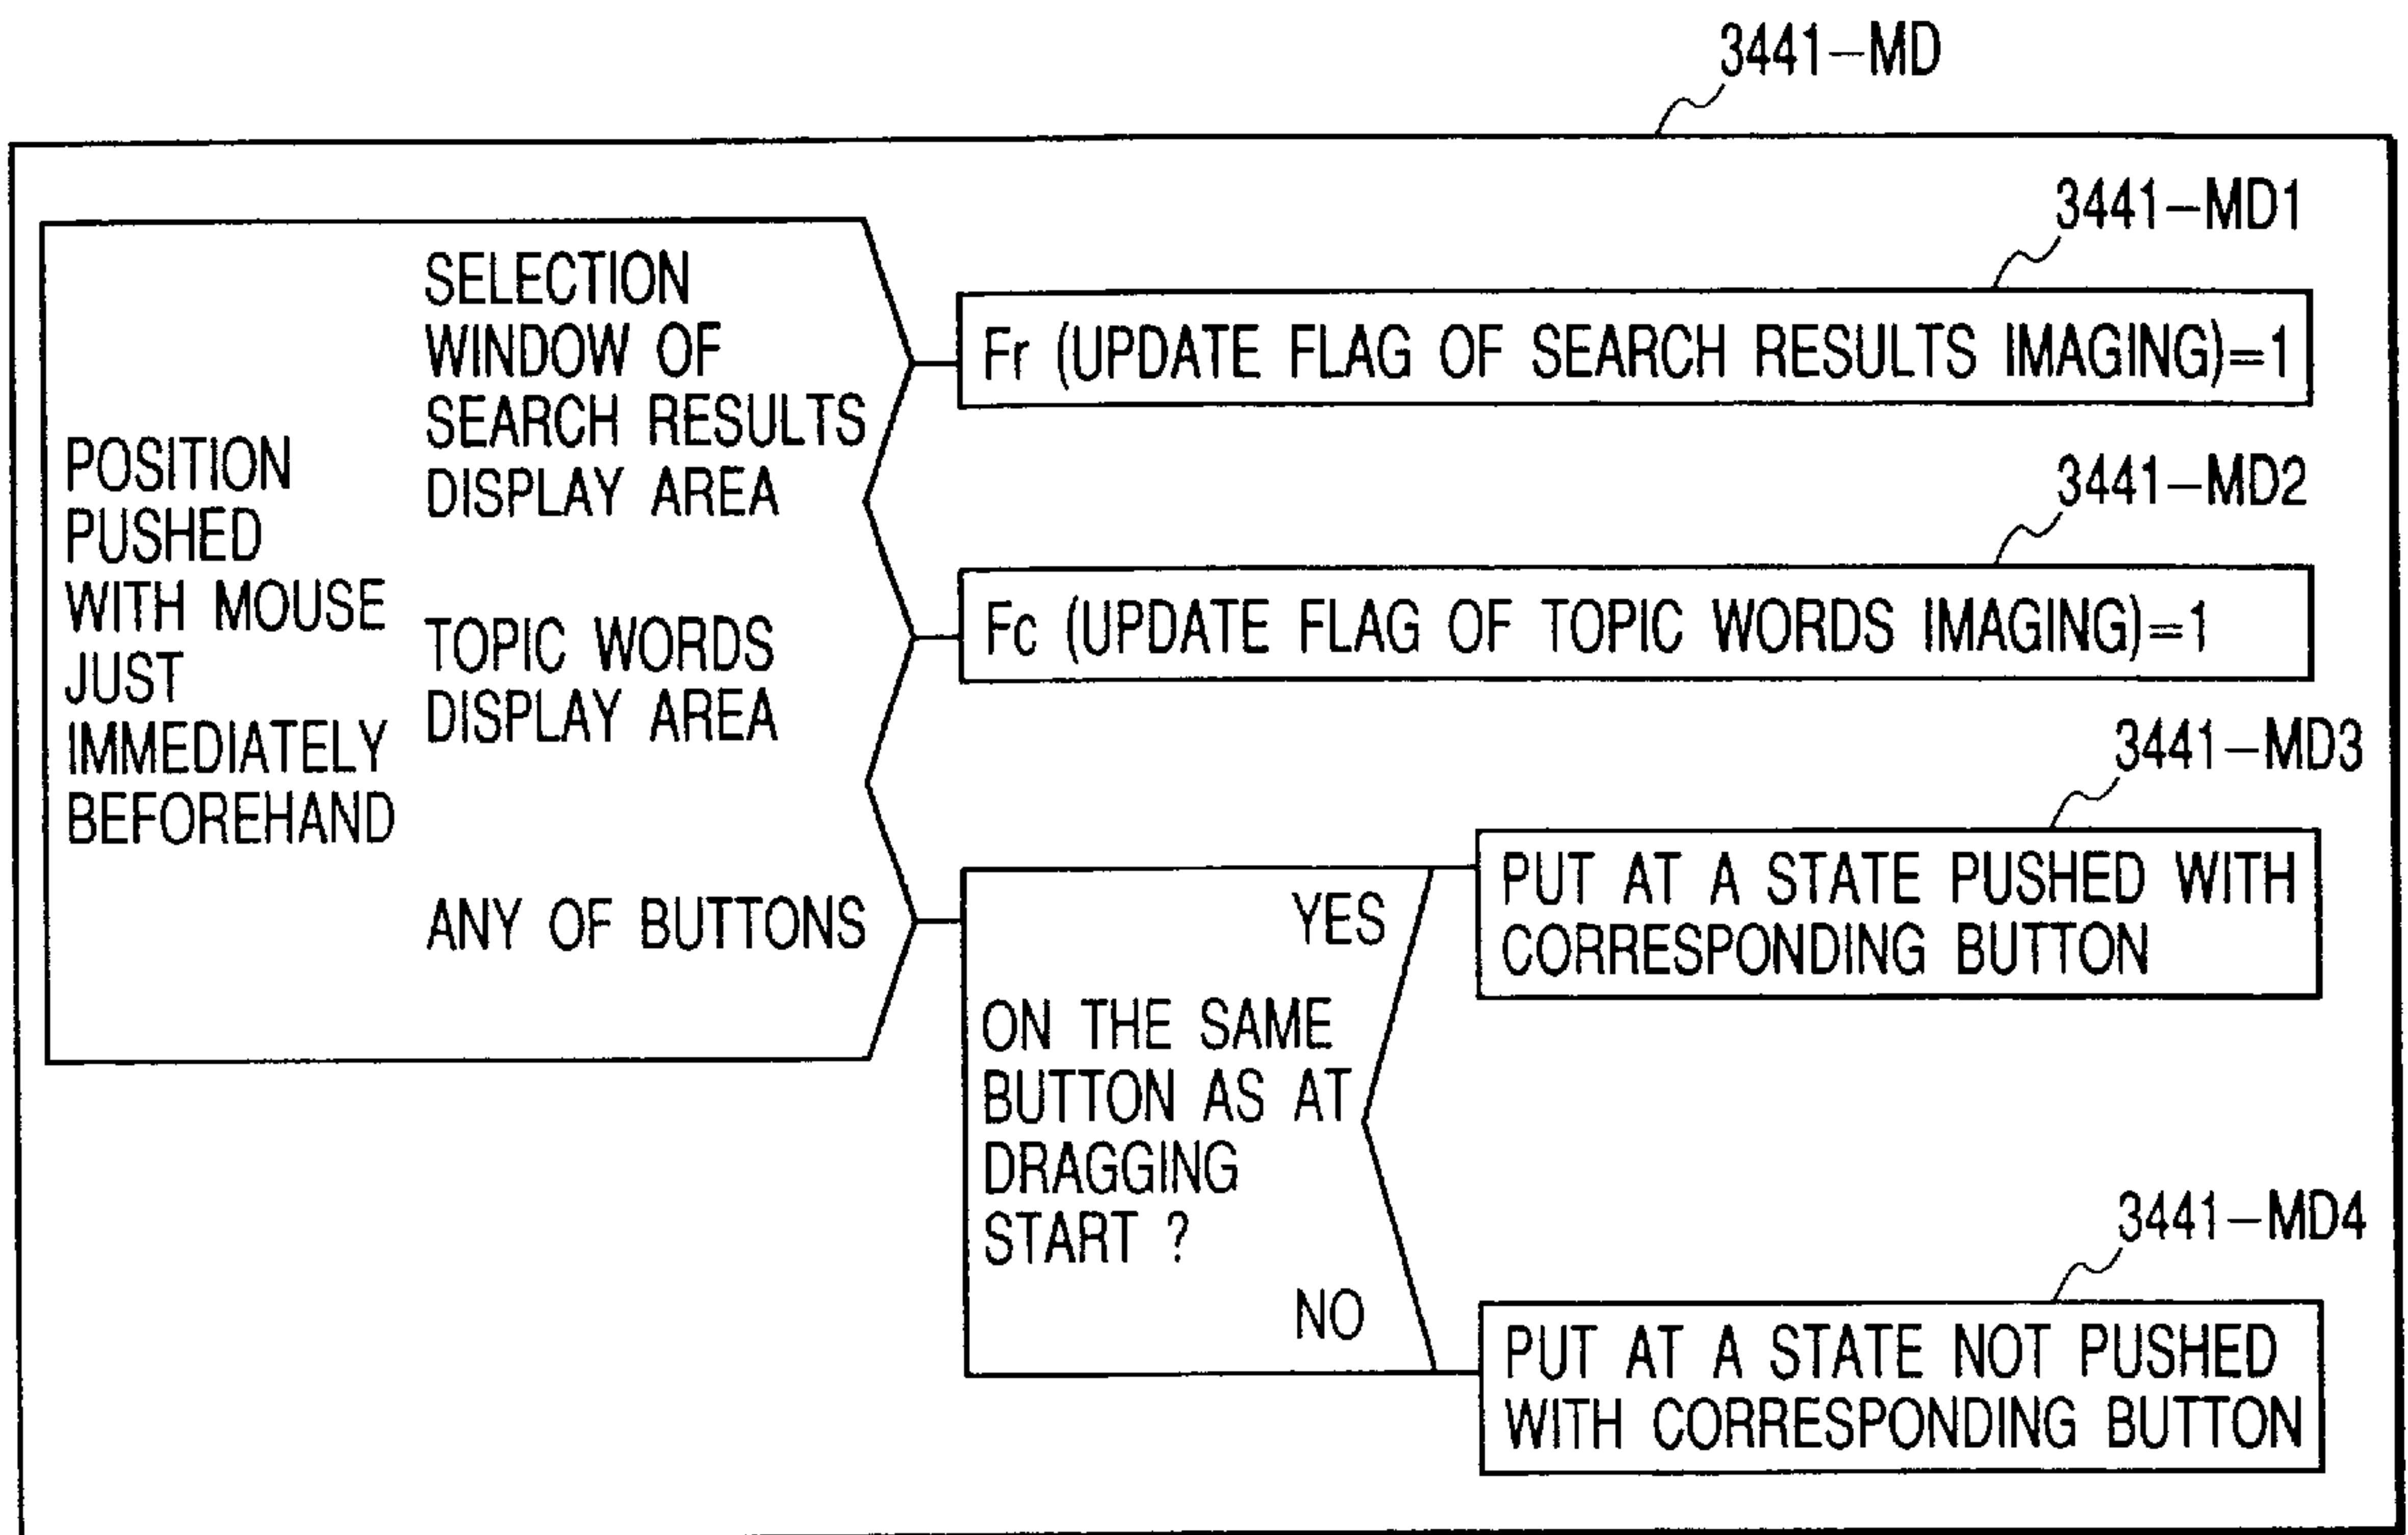 3441-MD
3441-MD1
SELECTION
WINDOW OF
SEARCH RESULTS
DISPLAY AREA
Fr (UPDATE FLAG OF SEARCH RESULTS IMAGING)=1
POSITION
PUSHED
WITH MOUSE
JUST
IMMEDIATELY
BEFOREHAND
3441-MD2
TOPIC WORDS
DISPLAY AREA
Fc (UPDATE FLAG OF TOPIC WORDS IMAGING)=1
ANY OF BUTTONS
3441-MD3
YES
PUT AT A STATE PUSHED WITH
CORRESPONDING BUTTON
ON THE SAME
BUTTON AS AT
DRAGGING
START ?
NO
3441-MD4
PUT AT A STATE NOT PUSHED
WITH CORRESPONDING BUTTON